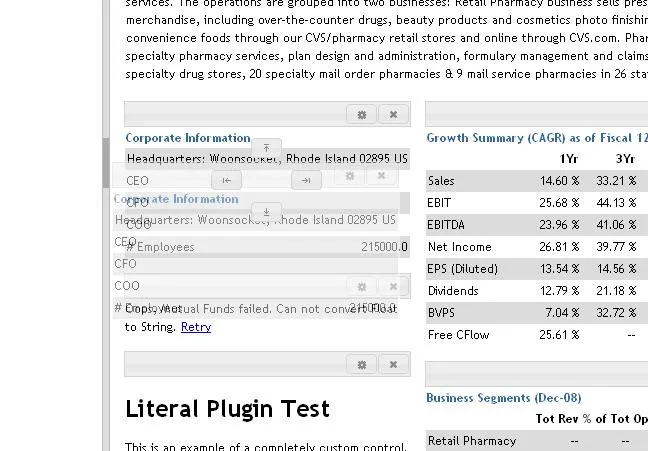 services. The operations are grouped into two businesses: Retail Pharmacy business sells pres
merchandise, including over-the-counter drugs, beauty products and cosmetics photo finishin
convenience foods through our CVS/pharmacy retail stores and online through CVS.com. Phar
specialty pharmacy services, plan design and administration, formulary management and claims
specialty drug stores, 20 specialty mail order pharmacies & 9 mail service pharmacies in 26 stat
Corporate Information
Headquarters: Woonsocket, Rhode Island 02895 US
CEO
CFO
COO
# Employees 215000.0
Corporate Information
Headquarters: Woonsocket, Rhode Island 02895 US
CEO
CFO
COO
# Employees 215000.0
Oops, Mutual Funds failed. Can not convert Float
to String. Retry
Literal Plugin Test
This is an example of a completely custom control.
Growth Summary (CAGR) as of Fiscal 12
1Yr 3Yr
Sales 14.60 % 33.21 %
EBIT 25.68 % 44.13 %
EBITDA 23.96 % 41.06 %
Net Income 26.81 % 39.77 %
EPS (Diluted) 13.54 % 14.56 %
Dividends 12.79 % 21.18 %
BVPS 7.04 % 32.72 %
Free CFlow 25.61 % --
Business Segments (Dec-08)
Tot Rev % of Tot Op
Retail Pharmacy -- --